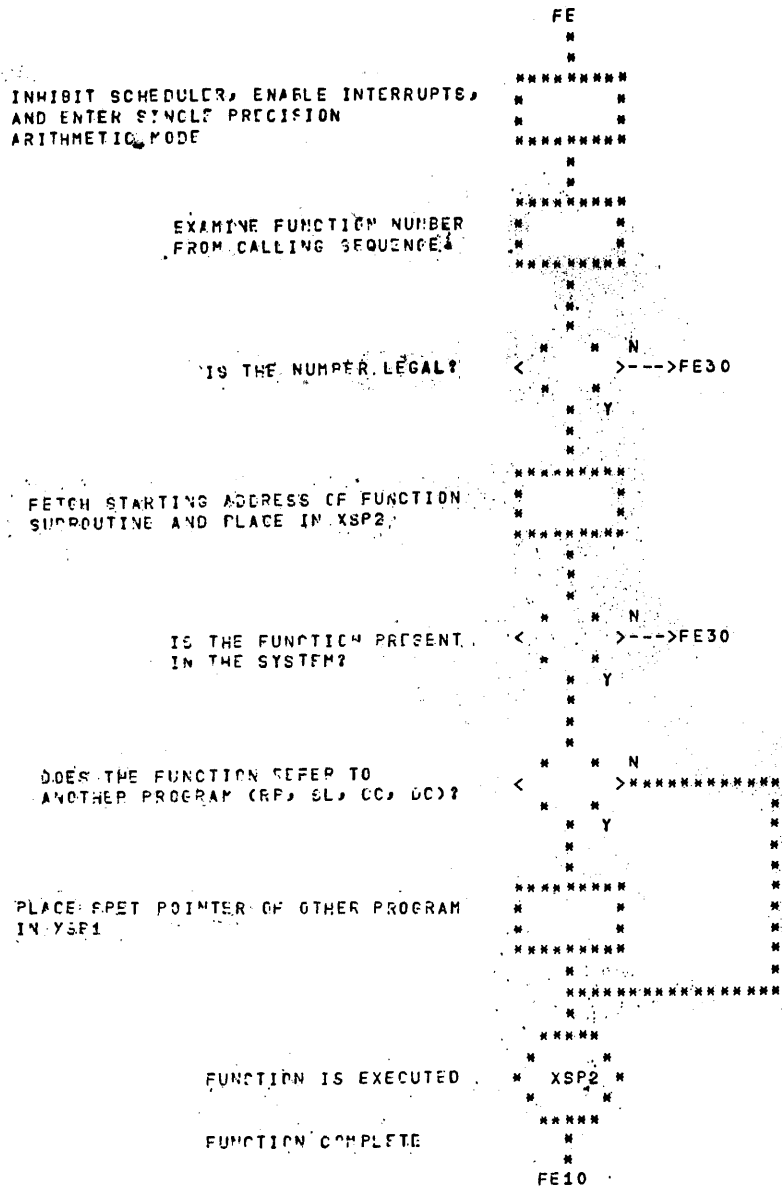 FE
INHIBIT SCHEDULER, ENABLE INTERRUPTS,
AND ENTER SINGLE PRECISION
ARITHMETIC MODE
EXAMINE FUNCTION NUMBER
FROM CALLING SEQUENCE
IS THE NUMBER LEGAL?
N
--->FE30
Y
FETCH STARTING ADDRESS OF FUNCTION
SUBROUTINE AND PLACE IN XSP2
IS THE FUNCTION PRESENT
IN THE SYSTEM?
N
--->FE30
Y
DOES THE FUNCTION REFER TO
ANOTHER PROGRAM (RP, SL, CC, DC)?
N
Y
PLACE POINTER OF OTHER PROGRAM
IN
FUNCTION IS EXECUTED
XSP2
FUNCTION COMPLETE
FE10